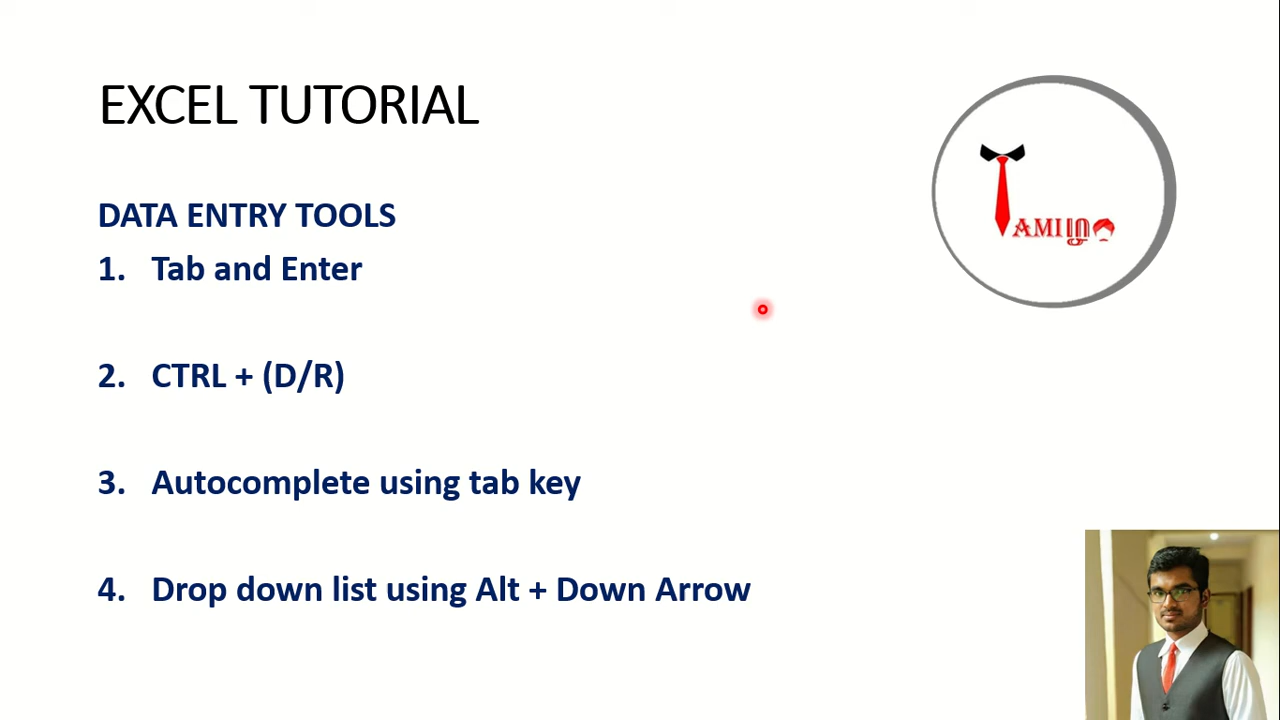 EXCEL TUTORIAL
TAMIழன்
DATA ENTRY TOOLS
1. Tab and Enter
2. CTRL + (D/R)
3. Autocomplete using tab key
4. Drop down list using Alt + Down Arrow